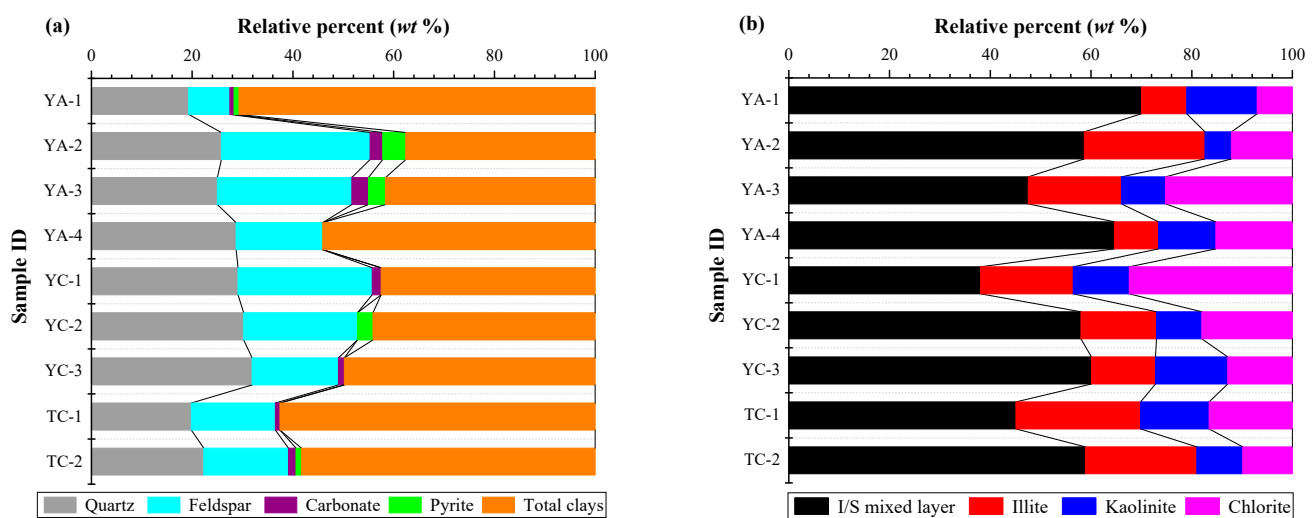 (a)
Relative percent (wt %)
0 20 40 60 80 100
Sample ID
YA-1
YA-2
YA-3
YA-4
YC-1
YC-2
YC-3
TC-1
TC-2
Quartz Feldspar Carbonate Pyrite Total clays
(b)
Relative percent (wt %)
0 20 40 60 80 100
Sample ID
YA-1
YA-2
YA-3
YA-4
YC-1
YC-2
YC-3
TC-1
TC-2
I/S mixed layer Illite Kaolinite Chlorite